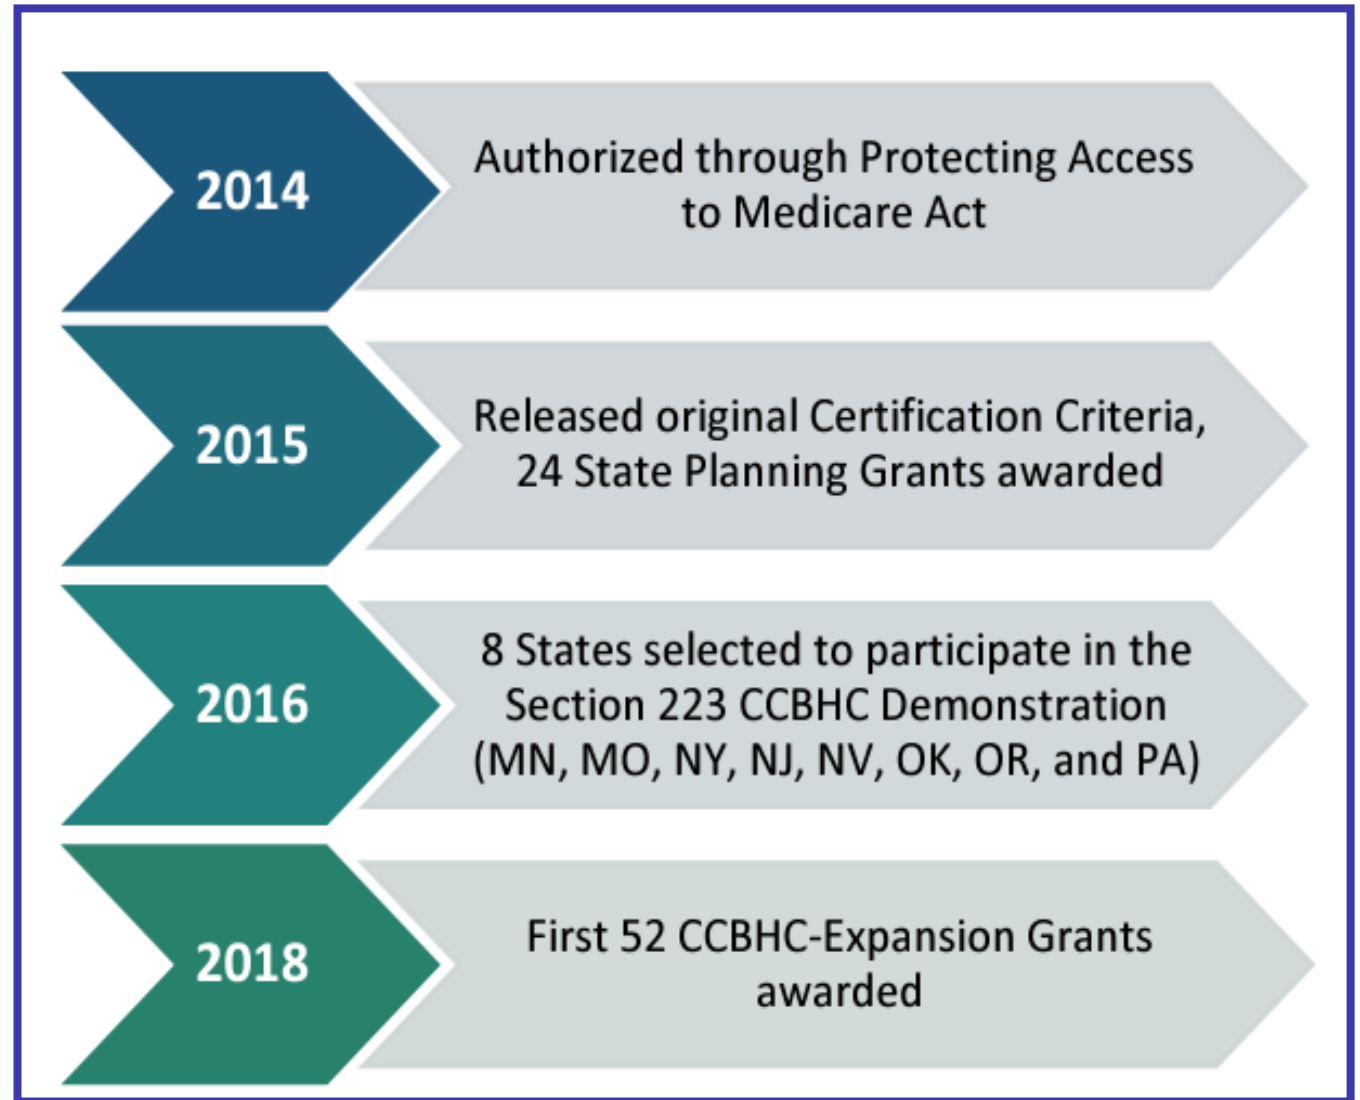 2014
Authorized through Protecting Access
to Medicare Act
2015
Released original Certification Criteria,
24 State Planning Grants awarded
2016
8 States selected to participate in the
Section 223 CCBHC Demonstration
(MN, MO, NY, NJ, NV, OK, OR, and PA)
2018
First 52 CCBHC-Expansion Grants
awarded